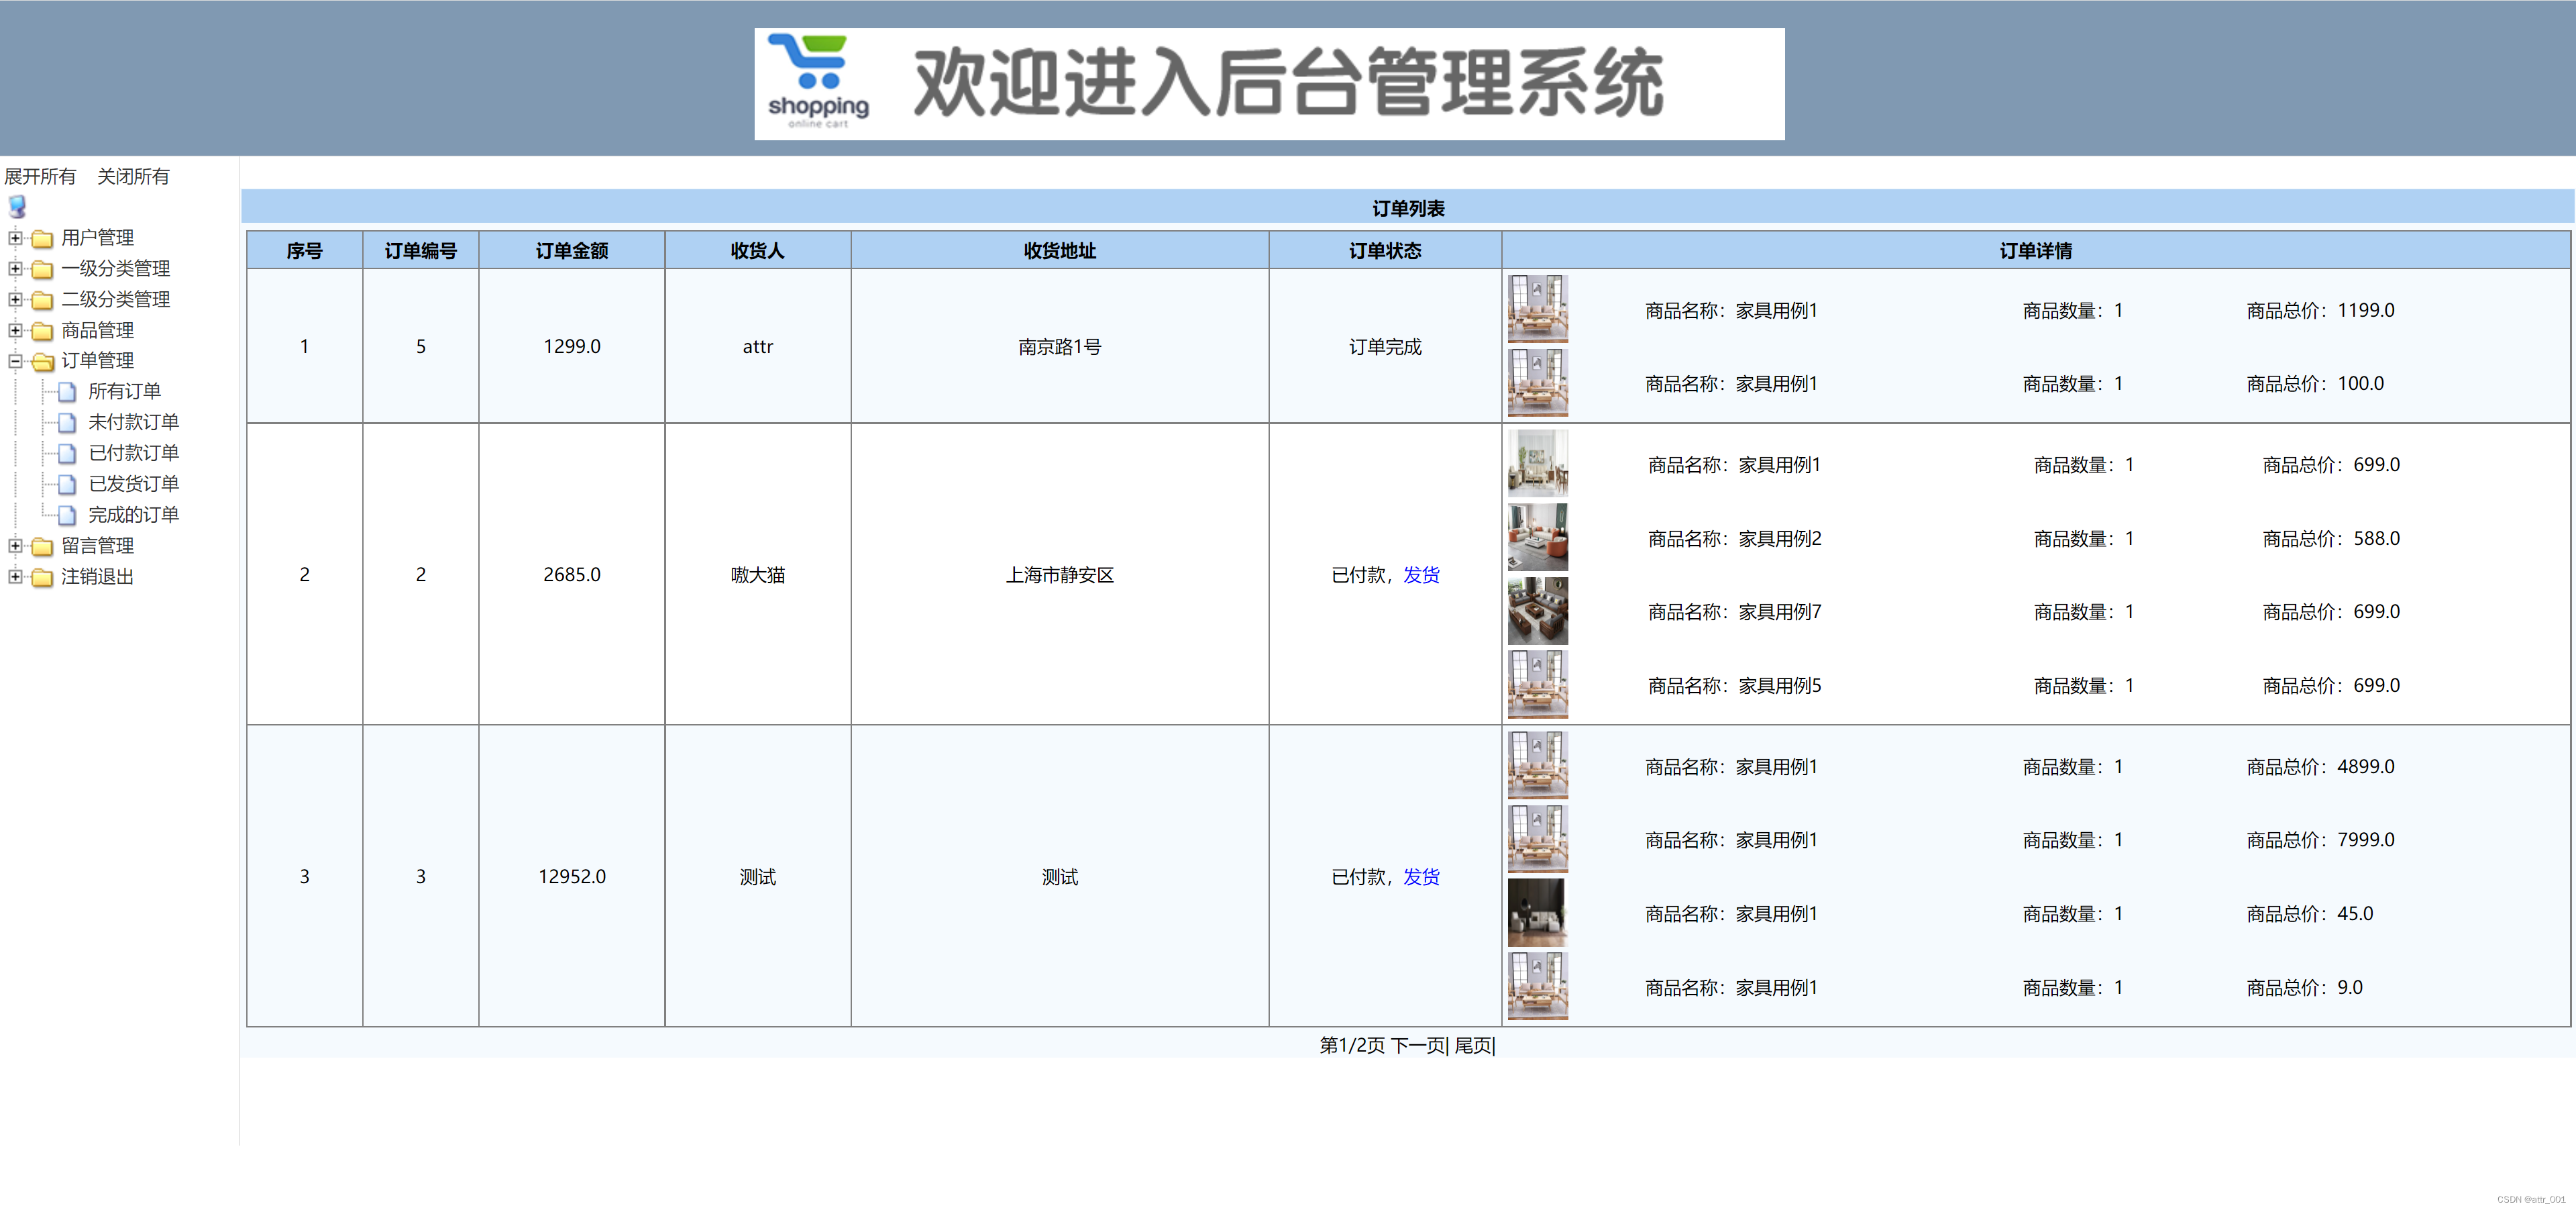 shopping
online cart
欢迎进入后台管理系统
展开所有 关闭所有
用户管理
一级分类管理
二级分类管理
商品管理
订单管理
所有订单
未付款订单
已付款订单
已发货订单
完成的订单
留言管理
注销退出
订单列表
序号 订单编号 订单金额 收货人 收货地址 订单状态 订单详情
1 5 1299.0 attr 南京路1号 订单完成
商品名称：家具用例1 商品数量：1 商品总价：1199.0
商品名称：家具用例1 商品数量：1 商品总价：100.0
2 2 2685.0 嗷大猫 上海市静安区 已付款，发货
商品名称：家具用例1 商品数量：1 商品总价：699.0
商品名称：家具用例2 商品数量：1 商品总价：588.0
商品名称：家具用例7 商品数量：1 商品总价：699.0
商品名称：家具用例5 商品数量：1 商品总价：699.0
3 3 12952.0 测试 测试 已付款，发货
商品名称：家具用例1 商品数量：1 商品总价：4899.0
商品名称：家具用例1 商品数量：1 商品总价：7999.0
商品名称：家具用例1 商品数量：1 商品总价：45.0
商品名称：家具用例1 商品数量：1 商品总价：9.0
第1/2页 下一页| 尾页|
CSDN @attr_001